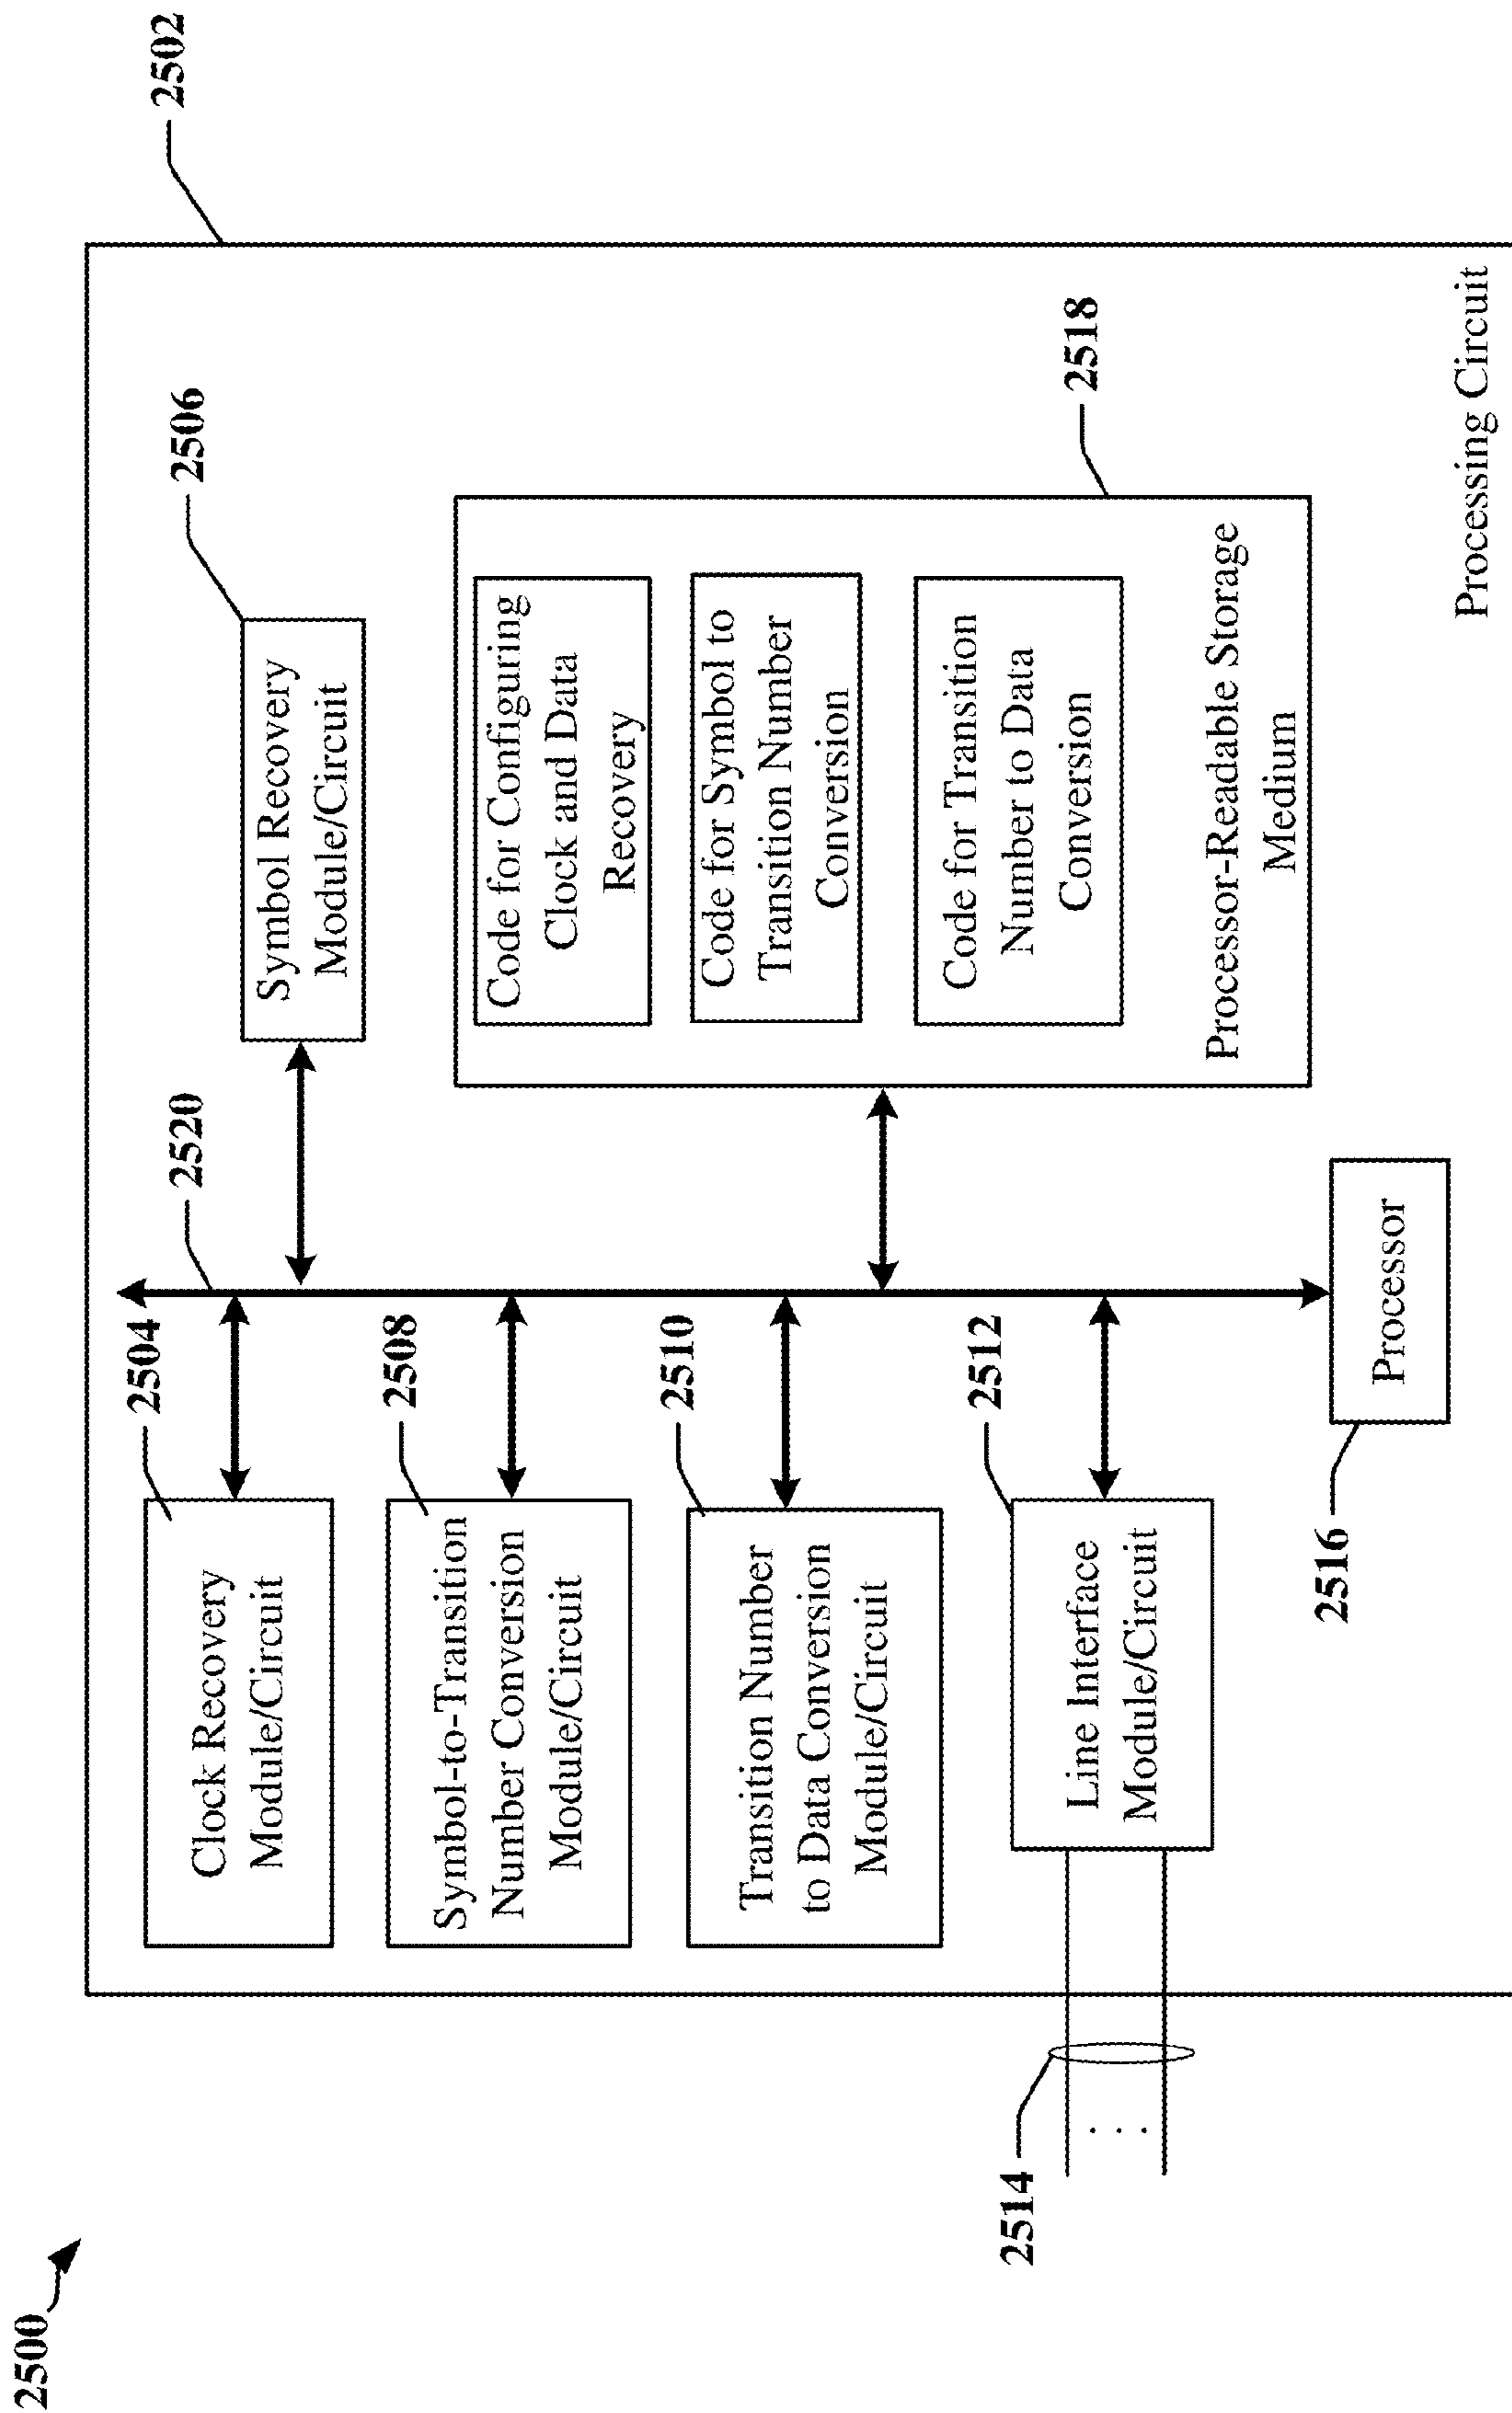 2500
2502
2504
Clock Recovery
Module/Circuit
2520
2506
Symbol Recovery
Module/Circuit
2508
Symbol-to-Transition
Number Conversion
Module/Circuit
2510
Transition Number
to Data Conversion
Module/Circuit
2512
Line Interface
Module/Circuit
2514
. . .
2516
Processor
2518
Code for Configuring
Clock and Data
Recovery
Code for Symbol to
Transition Number
Conversion
Code for Transition
Number to Data
Conversion
Processor-Readable Storage
Medium
Processing Circuit